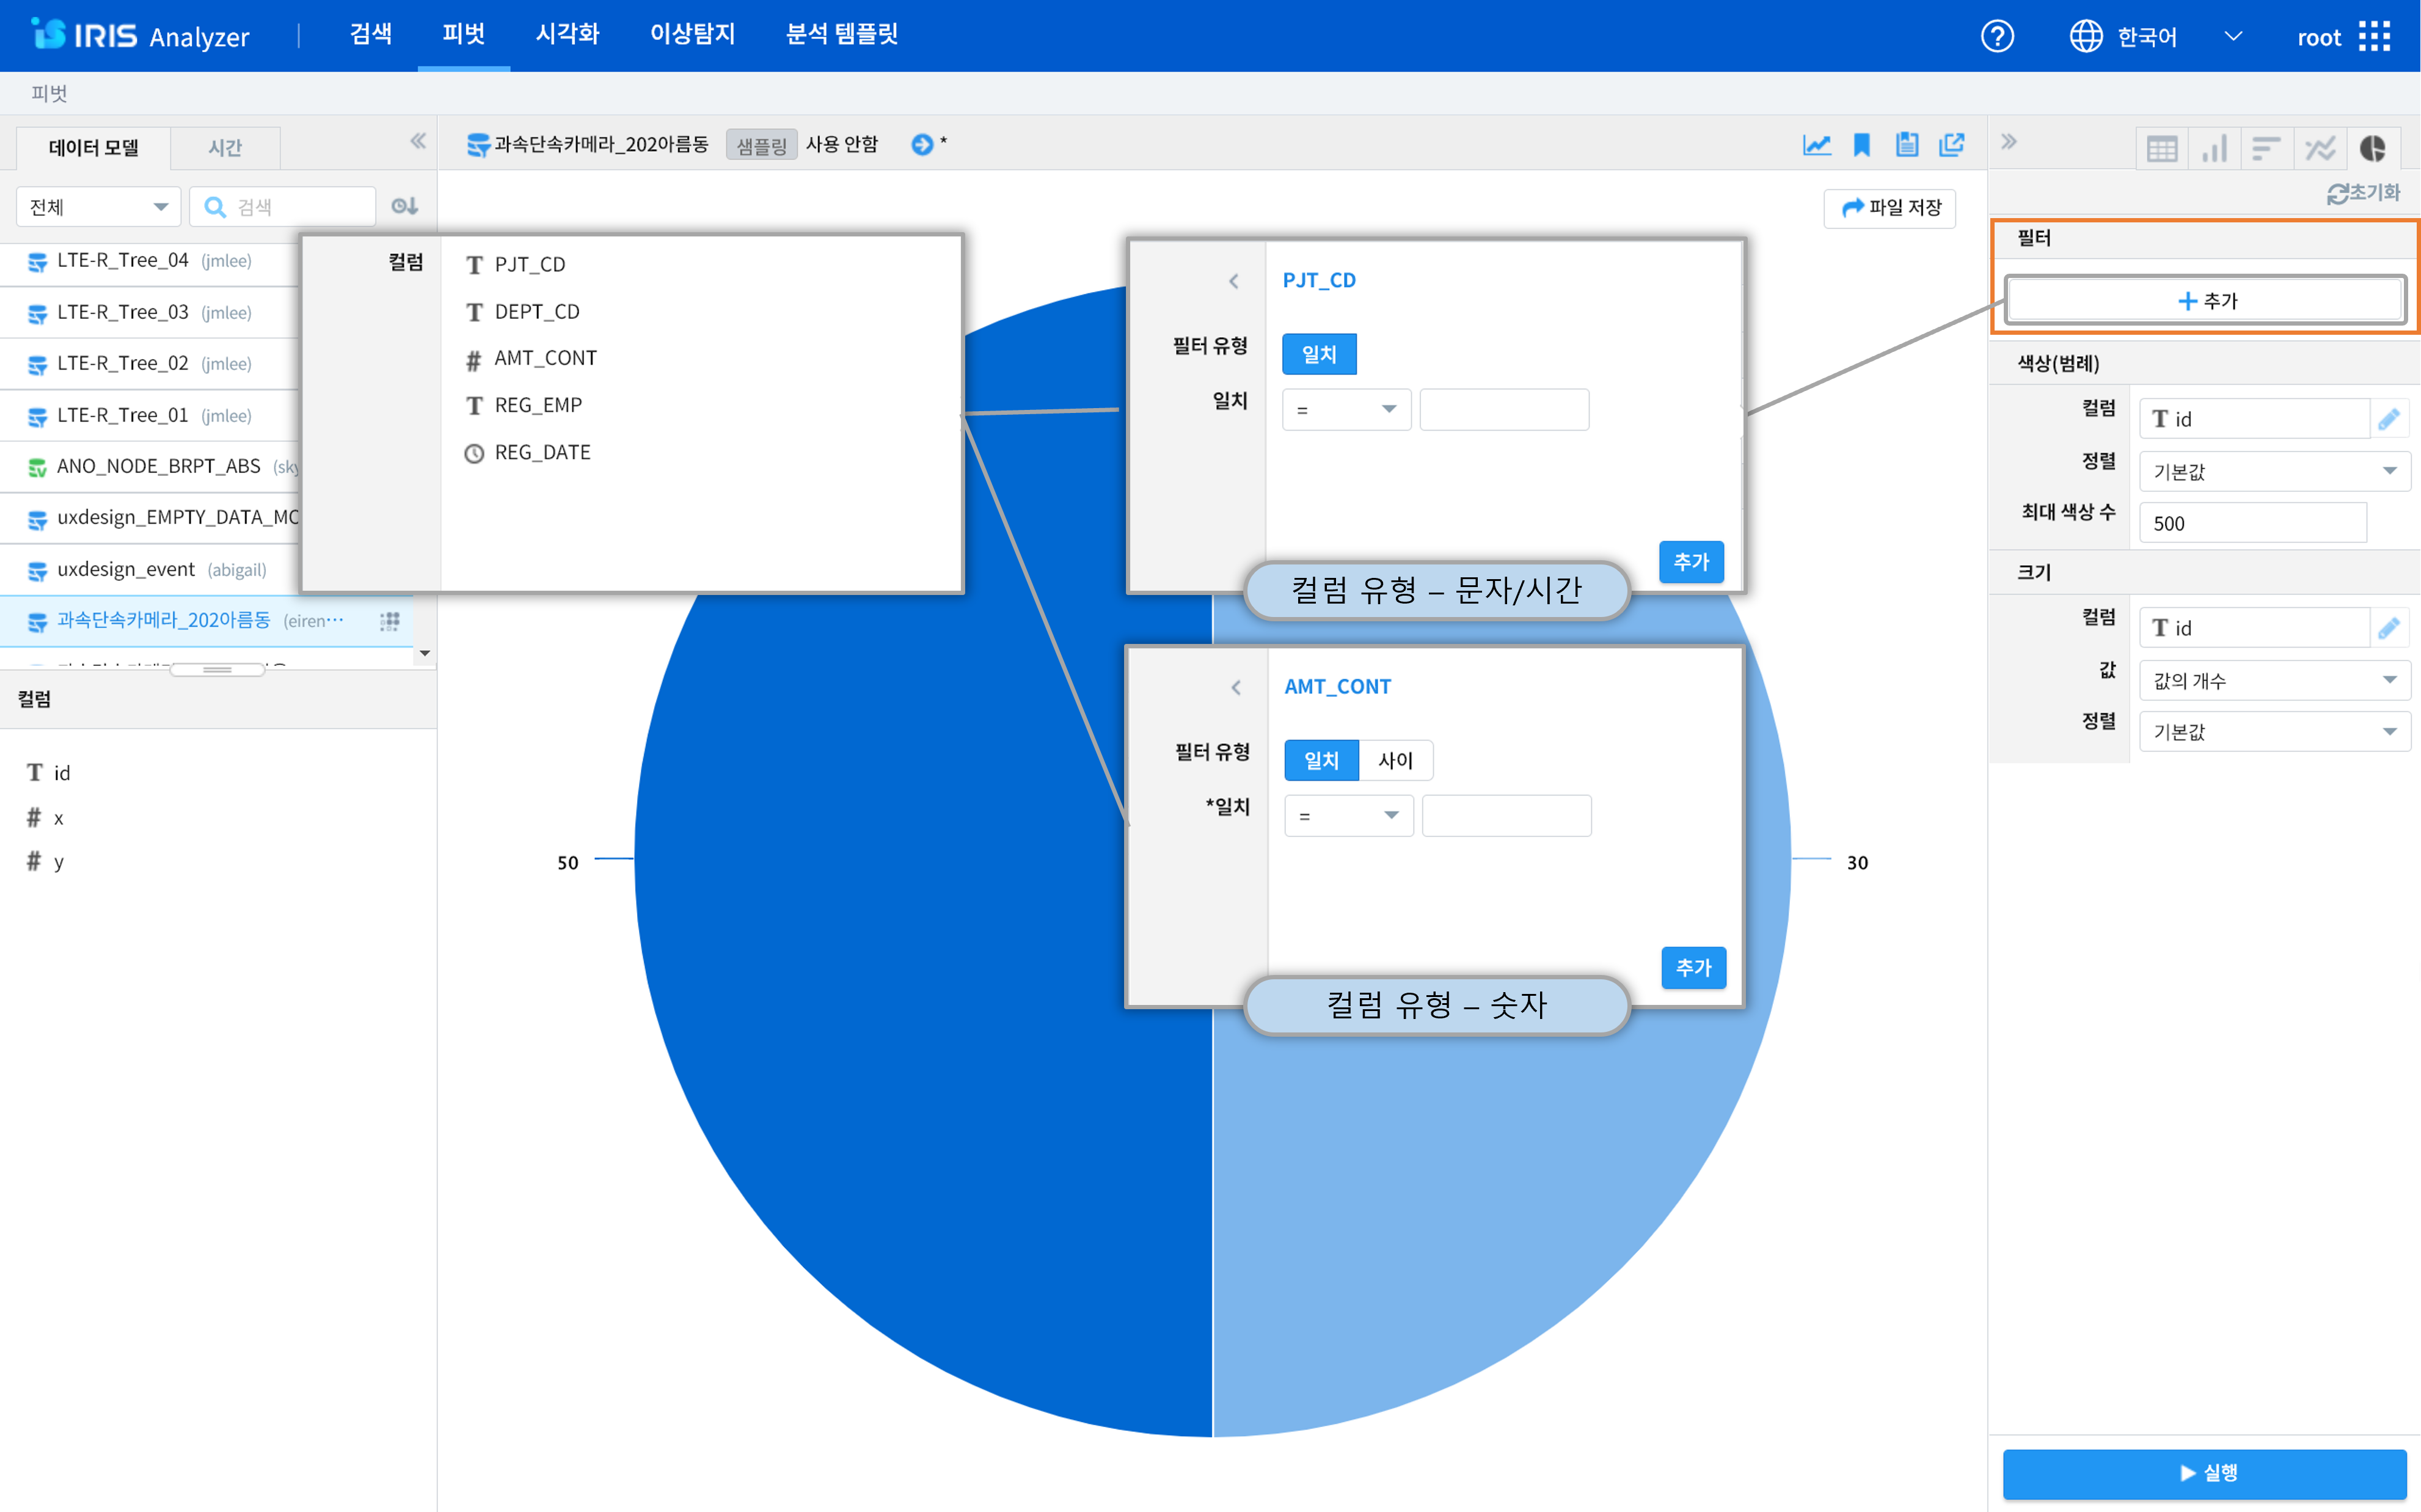 IRIS Analyzer
검색
피벗
시각화
이상탐지
분석 템플릿
한국어
root
피벗
데이터 모델
시간
과속단속카메라_202아름동
샘플링
사용 안함
*
전체
검색
파일 저장
초기화
LTE-R_Tree_04 (jmlee)
LTE-R_Tree_03 (jmlee)
LTE-R_Tree_02 (jmlee)
LTE-R_Tree_01 (jmlee)
ANO_NODE_BRPT_ABS (sky
uxdesign_EMPTY_DATA_MO
uxdesign_event (abigail)
과속단속카메라_202아름동 (eiren…
컬럼
T id
# x
# y
컬럼
T PJT_CD
T DEPT_CD
# AMT_CONT
T REG_EMP
REG_DATE
PJT_CD
필터 유형
일치
일치
=
추가
컬럼 유형 – 문자/시간
AMT_CONT
필터 유형
일치
사이
*일치
=
추가
컬럼 유형 – 숫자
50
30
필터
+ 추가
색상(범례)
컬럼
T id
정렬
기본값
최대 색상 수
500
크기
컬럼
T id
값
값의 개수
정렬
기본값
실행